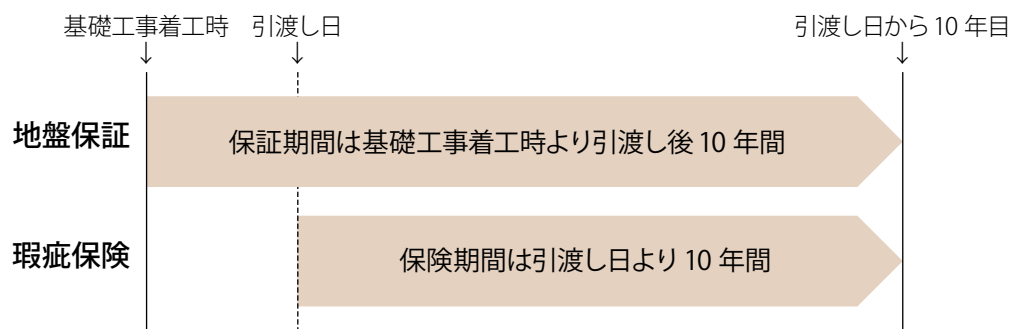 基礎工事着工時 引渡し日 引渡し日から10年目
↓ ↓ ↓
地盤保証 保証期間は基礎工事着工時より引渡し後10年間
瑕疵保険 保険期間は引渡し日より10年間